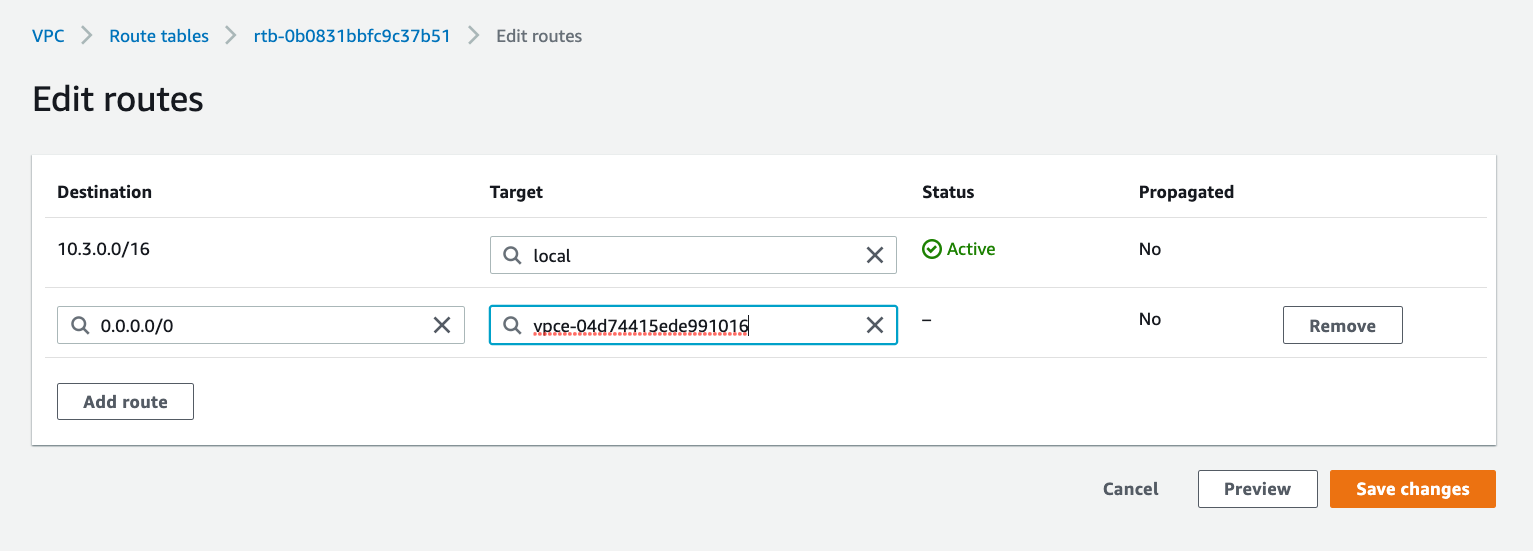 VPC > Route tables > rtb-0b0831bbfc9c37b51 > Edit routes
Edit routes
Destination Target Status Propagated
10.3.0.0/16 local Active No
0.0.0.0/0 vpce-04d74415ede991016 – No Remove
Add route
Cancel Preview Save changes